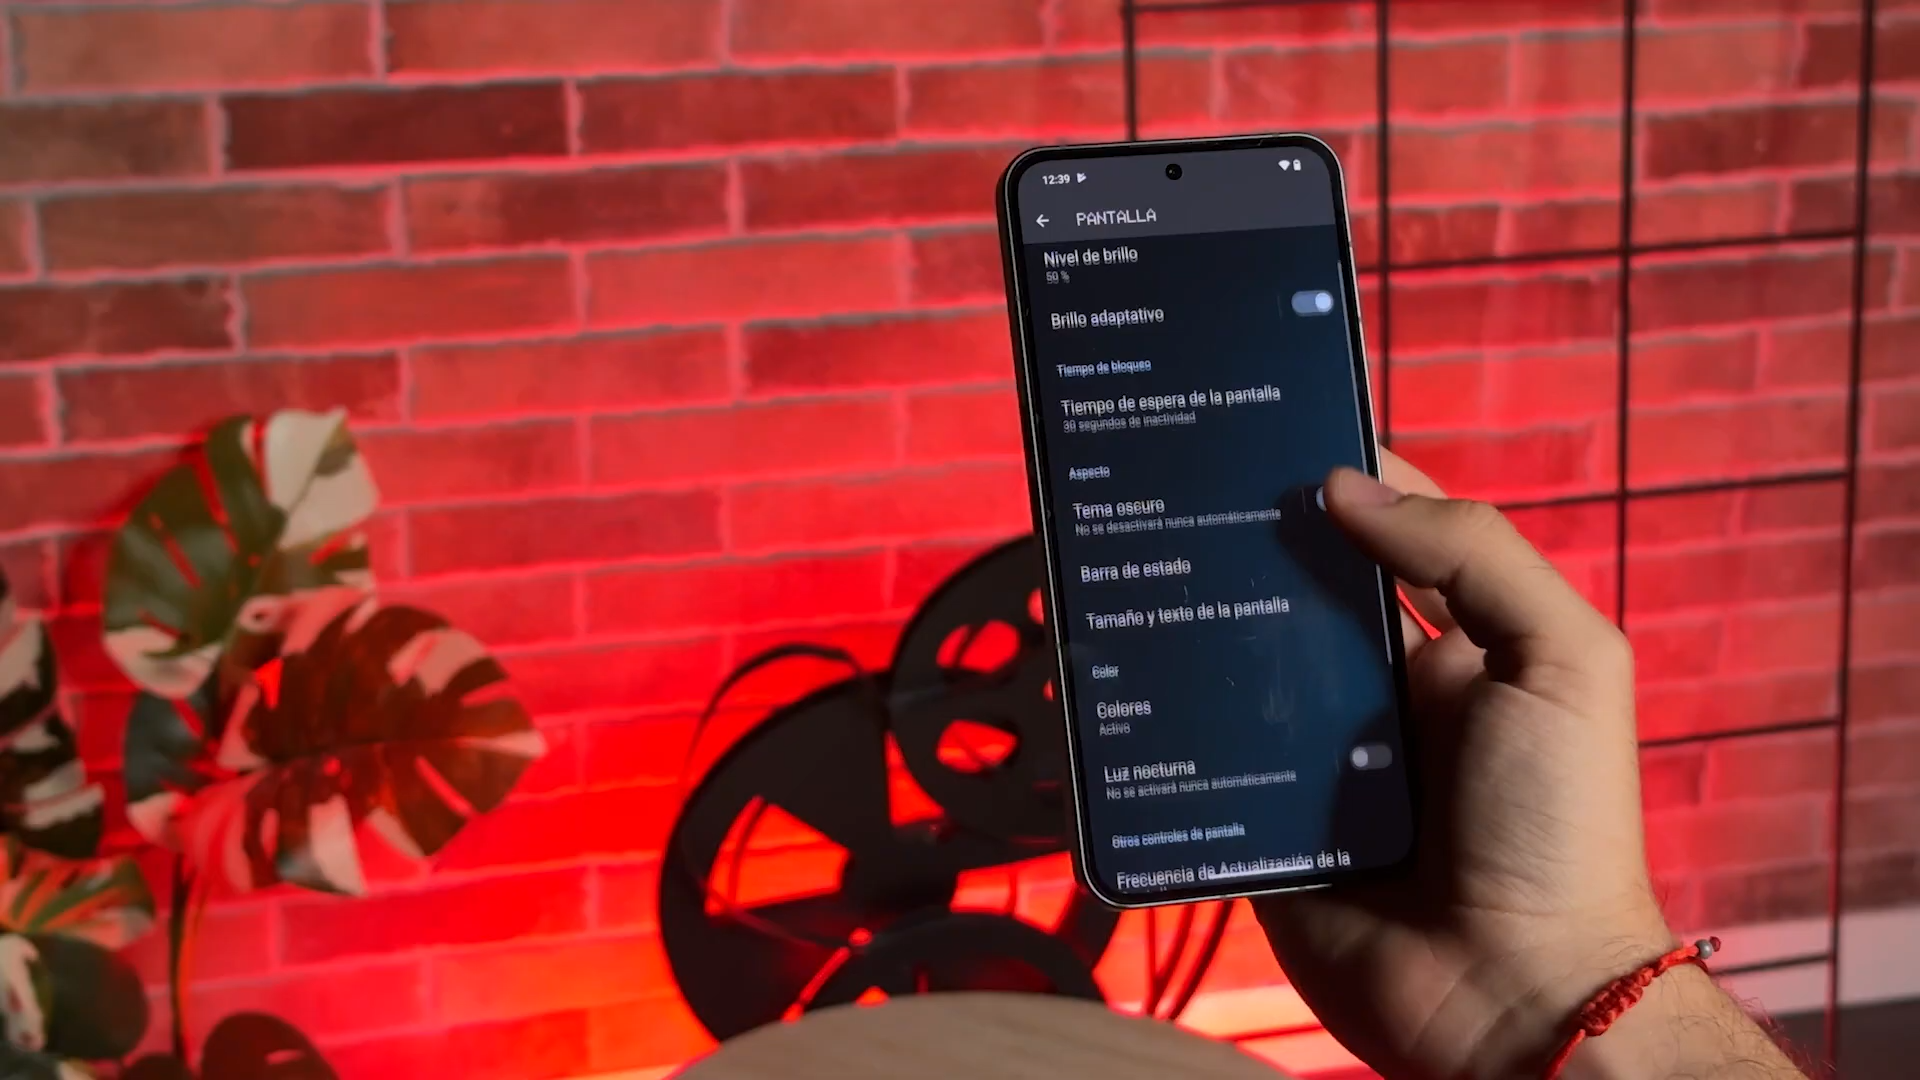 12:39
PANTALLA
Nivel de brillo
50 %
Brillo adaptativo
Tiempo de bloqueo
Tiempo de espera de la pantalla
30 segundos de inactividad
Aspecto
Tema oscuro
No se desactivará nunca automáticamente
Barra de estado
Tamaño y texto de la pantalla
Color
Colores
Activo
Luz nocturna
No se activará nunca automáticamente
Otros controles de pantalla
Frecuencia de Actualización de la